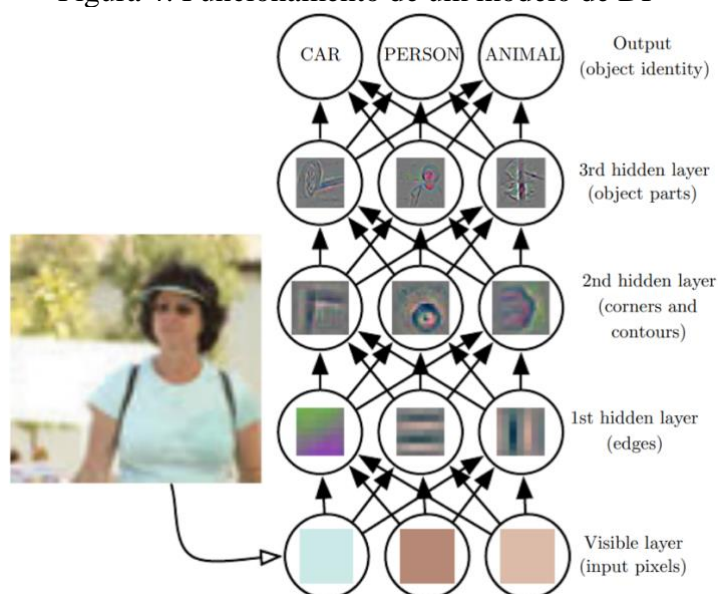 CAR
PERSON
ANIMAL
Output
(object identity)
3rd hidden layer
(object parts)
2nd hidden layer
(corners and
contours)
1st hidden layer
(edges)
Visible layer
(input pixels)